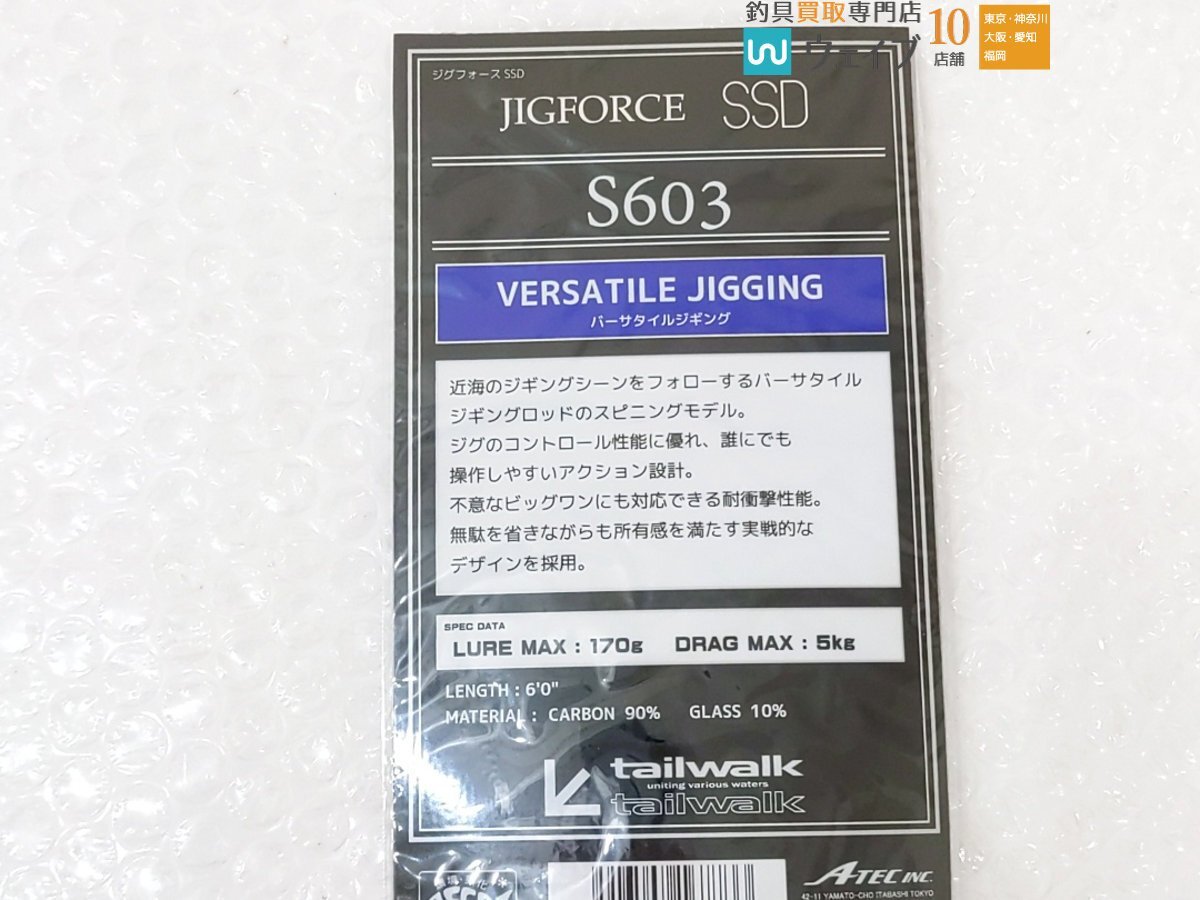 釣具買取専門店
ウェイブ
10
店舗
東京・神奈川
大阪・愛知
福岡
ジグフォース SSD
JIGFORCE SSD
S603
VERSATILE JIGGING
バーサタイルジギング
近海のジギングシーンをフォローするバーサタイル
ジギングロッドのスピニングモデル。
ジグのコントロール性能に優れ、誰にでも
操作しやすいアクション設計。
不意なビッグワンにも対応できる耐衝撃性能。
無駄を省きながらも所有感を満たす実戦的な
デザインを採用。
SPEC DATA
LURE MAX : 170g DRAG MAX : 5kg
LENGTH : 6'0"
MATERIAL : CARBON 90% GLASS 10%
tailwalk
uniting various waters
tailwalk
A-TEC INC.
42-11 YAMATO-CHO ITABASHI TOKYO